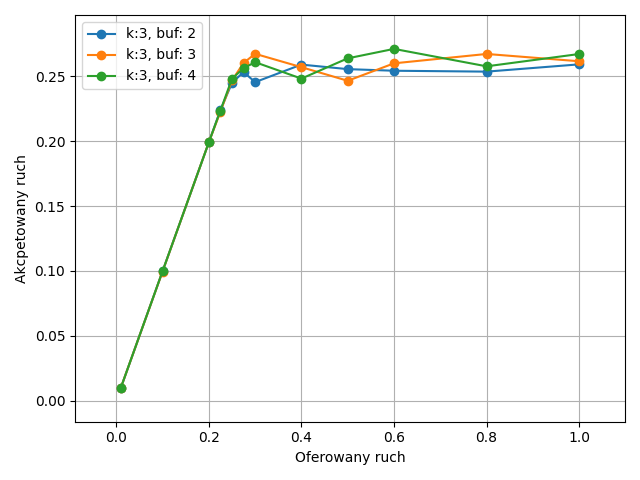 k:3, buf: 2
k:3, buf: 3
k:3, buf: 4
0.25
0.20
0.15
0.10
0.05
0.00
Akcpetowany ruch
0.0 0.2 0.4 0.6 0.8 1.0
Oferowany ruch